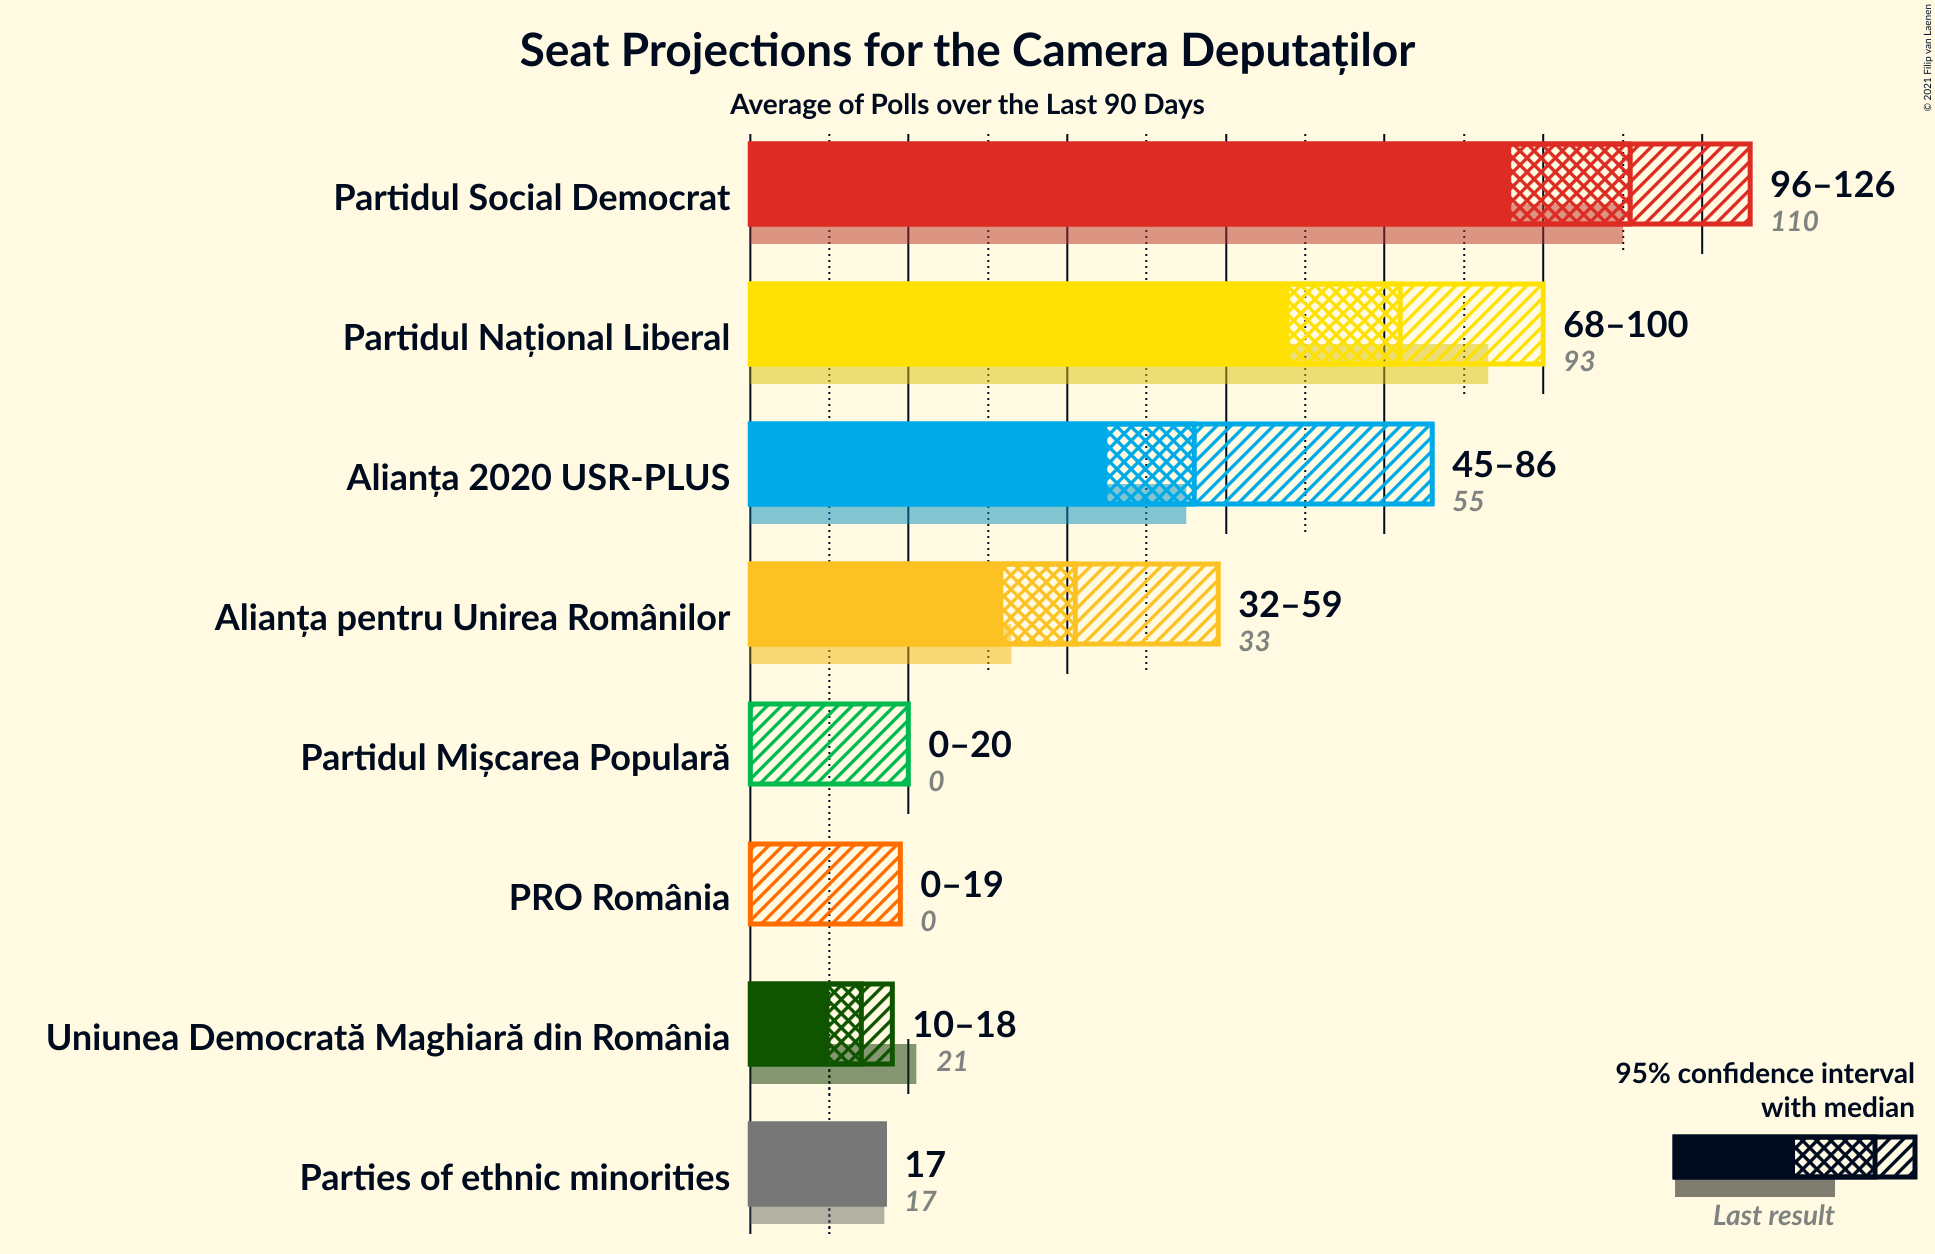 Seat Projections for the Camera Deputaților
Average of Polls over the Last 90 Days
© 2021 Filip van Laenen
Partidul Social Democrat
96–126
110
Partidul Național Liberal
68–100
93
Alianța 2020 USR-PLUS
45–86
55
Alianța pentru Unirea Românilor
32–59
33
Partidul Mișcarea Populară
0–20
0
PRO România
0–19
0
Uniunea Democrată Maghiară din România
10–18
21
Parties of ethnic minorities
17
17
95% confidence interval
with median
Last result